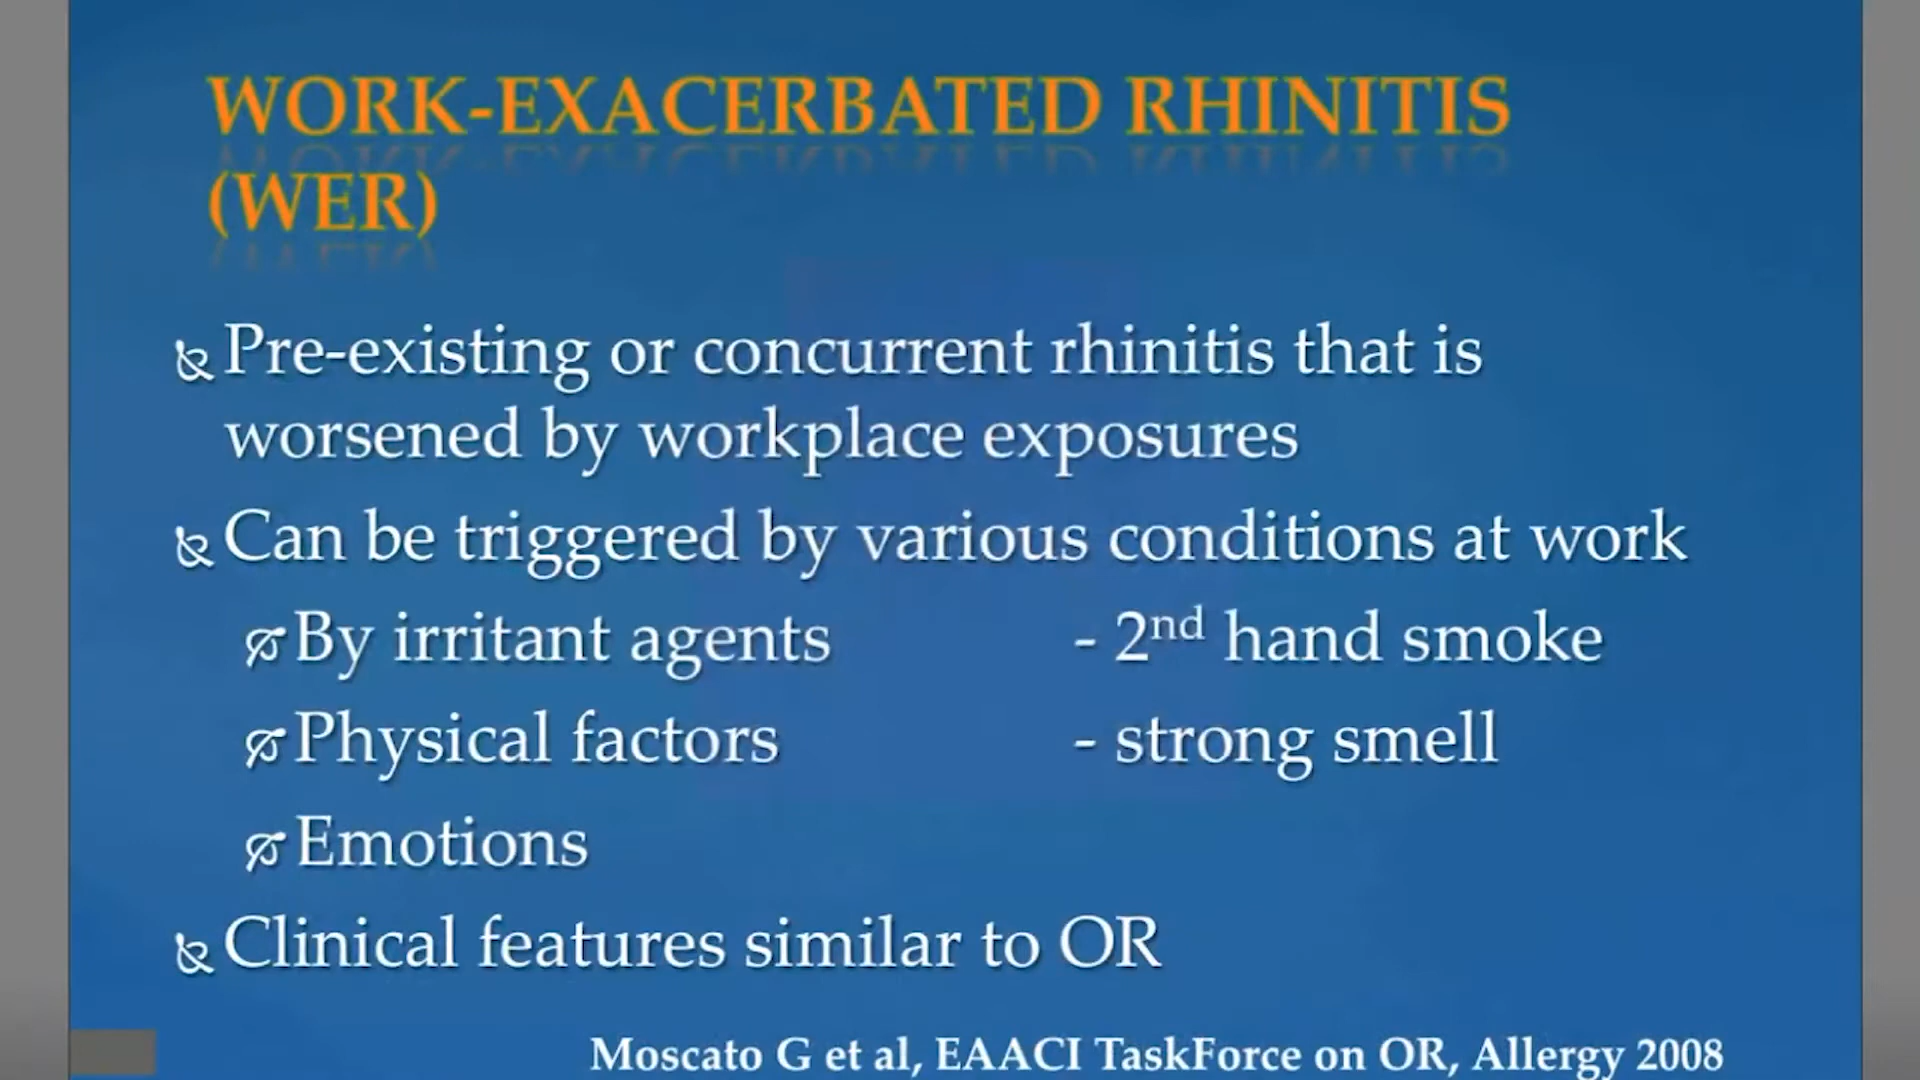 WORK-EXACERBATED RHINITIS
(WER)
Pre-existing or concurrent rhinitis that is
worsened by workplace exposures
Can be triggered by various conditions at work
By irritant agents - 2nd hand smoke
Physical factors - strong smell
Emotions
Clinical features similar to OR
Moscato G et al, EAACI TaskForce on OR, Allergy 2008